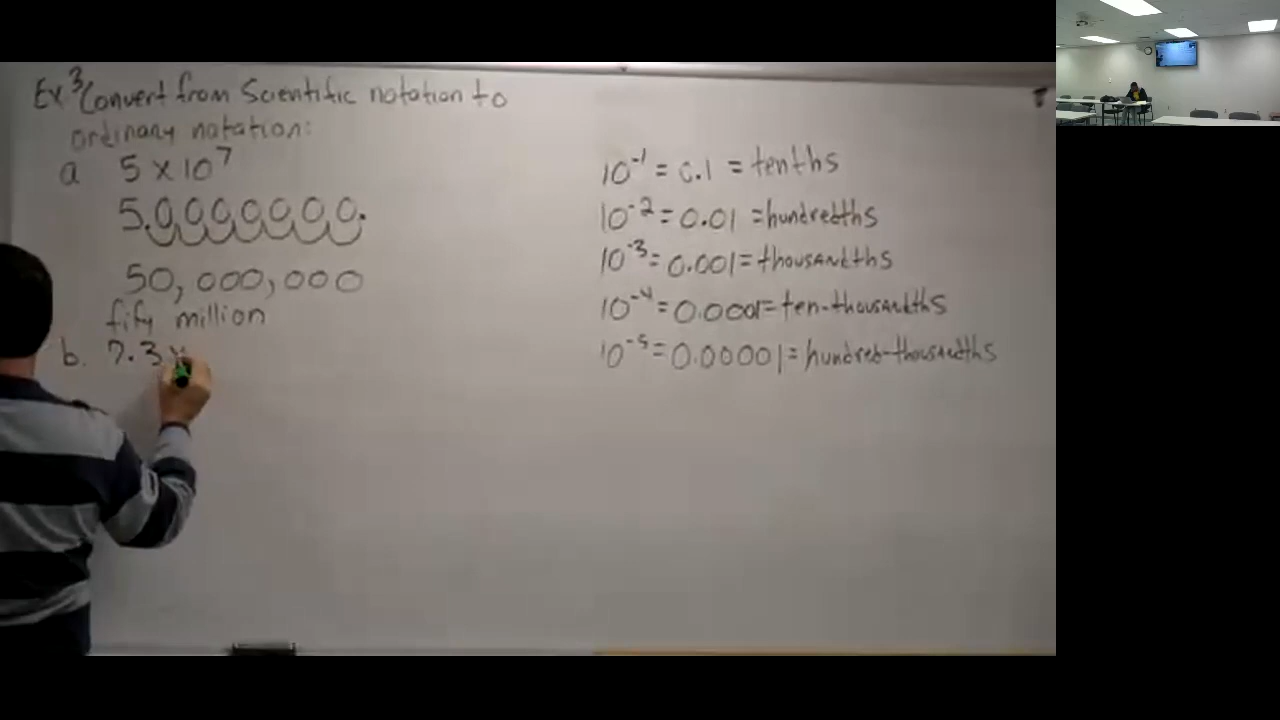 Ex 3 Convert from Scientific notation to
ordinary notation:
a 5 x 10^7
5.0000000.
50,000,000
fify million
b. 7.3 x
10^-1 = 0.1 = tenths
10^-2 = 0.01 = hundredths
10^-3 = 0.001 = thousandths
10^-4 = 0.0001 = ten-thousandths
10^-5 = 0.00001 = hundred-thousandths